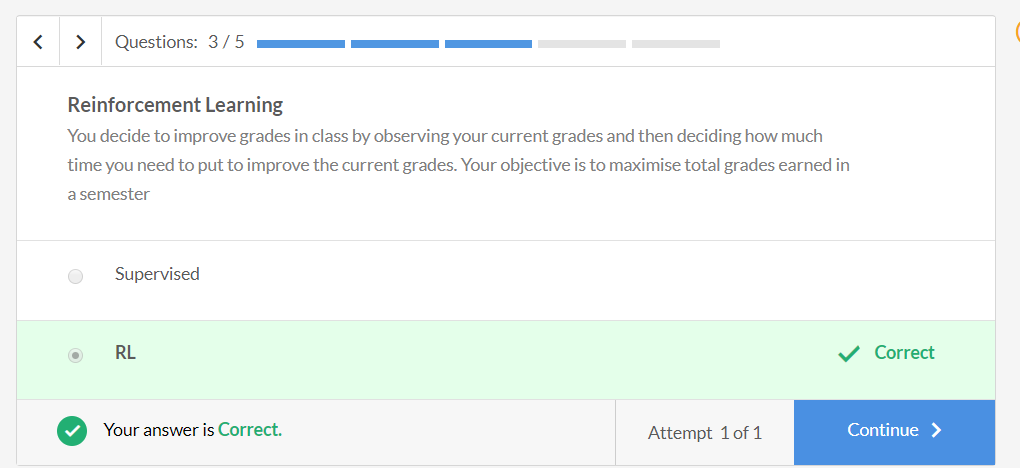 Questions: 3 / 5
Reinforcement Learning
You decide to improve grades in class by observing your current grades and then deciding how much
time you need to put to improve the current grades. Your objective is to maximise total grades earned in
a semester
Supervised
RL
Correct
Your answer is Correct.
Attempt 1 of 1
Continue